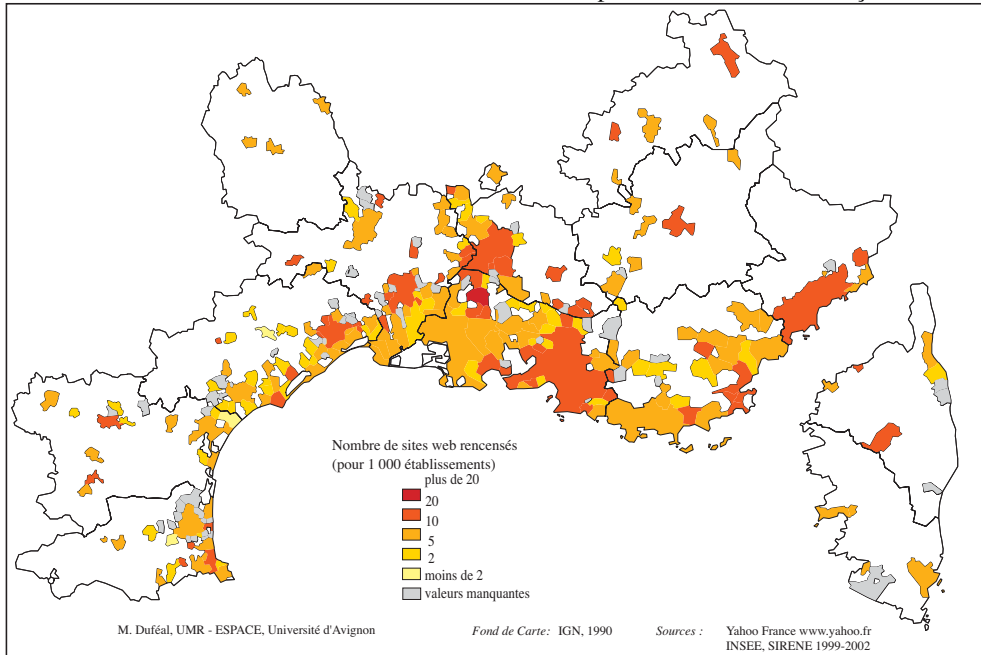 Nombre de sites web rencensés
(pour 1 000 établissements)
plus de 20
20
10
5
2
moins de 2
valeurs manquantes
M. Duféal, UMR - ESPACE, Université d'Avignon
Fond de Carte: IGN, 1990
Sources : Yahoo France www.yahoo.fr
INSEE, SIRENE 1999-2002